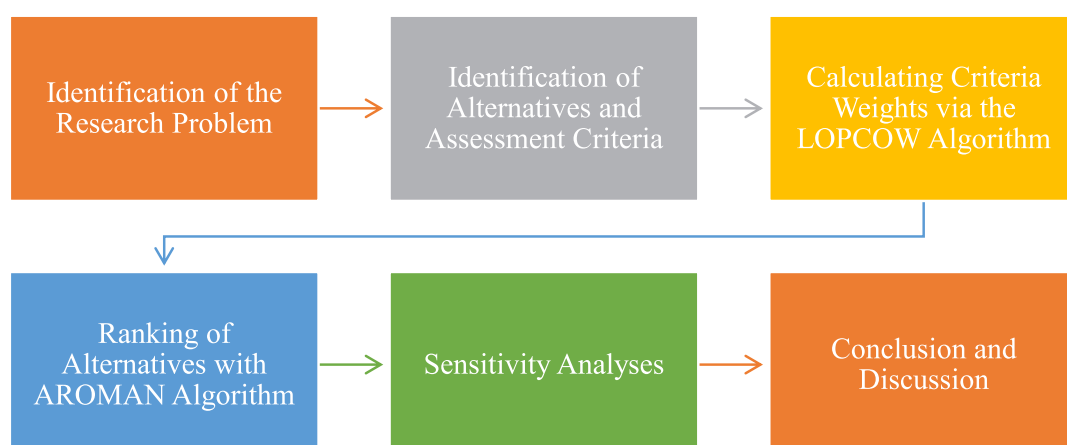 Identification of the
Research Problem
Identification of
Alternatives and
Assessment Criteria
Calculating Criteria
Weights via the
LOPCOW Algorithm
Ranking of
Alternatives with
AROMAN Algorithm
Sensitivity Analyses
Conclusion and
Discussion